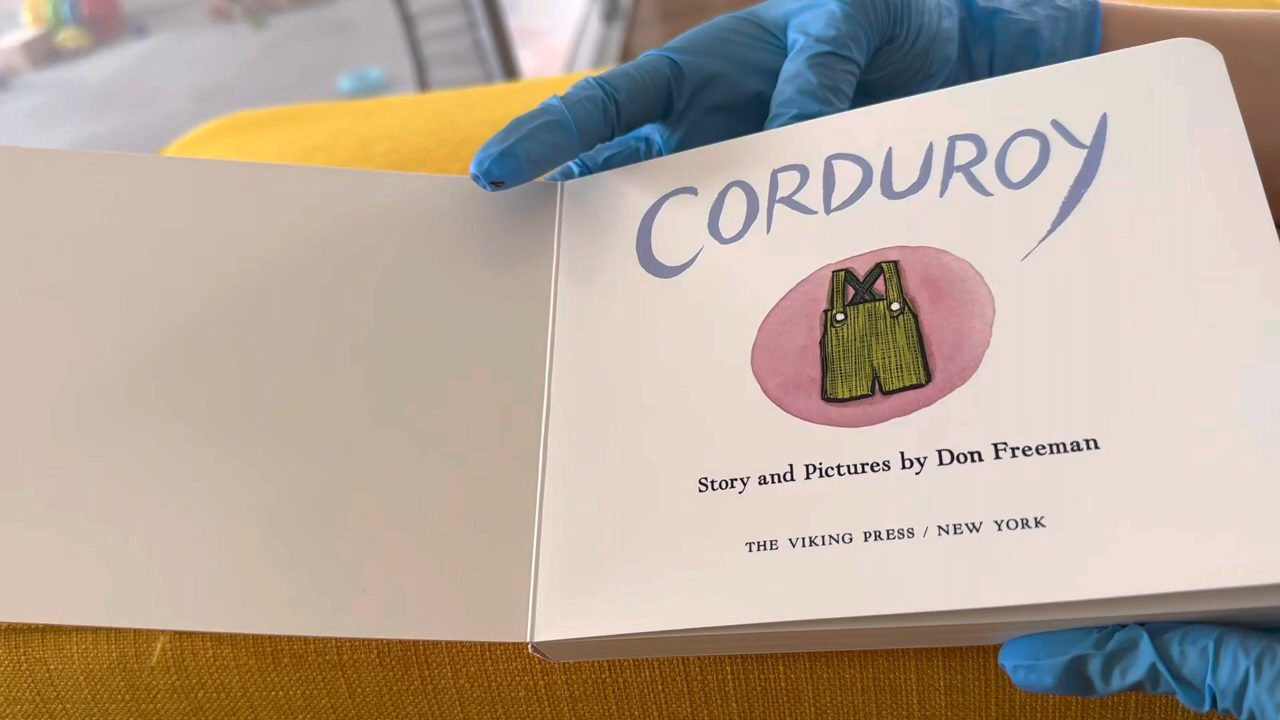 CORDUROY
Story and Pictures by Don Freeman
THE VIKING PRESS / NEW YORK